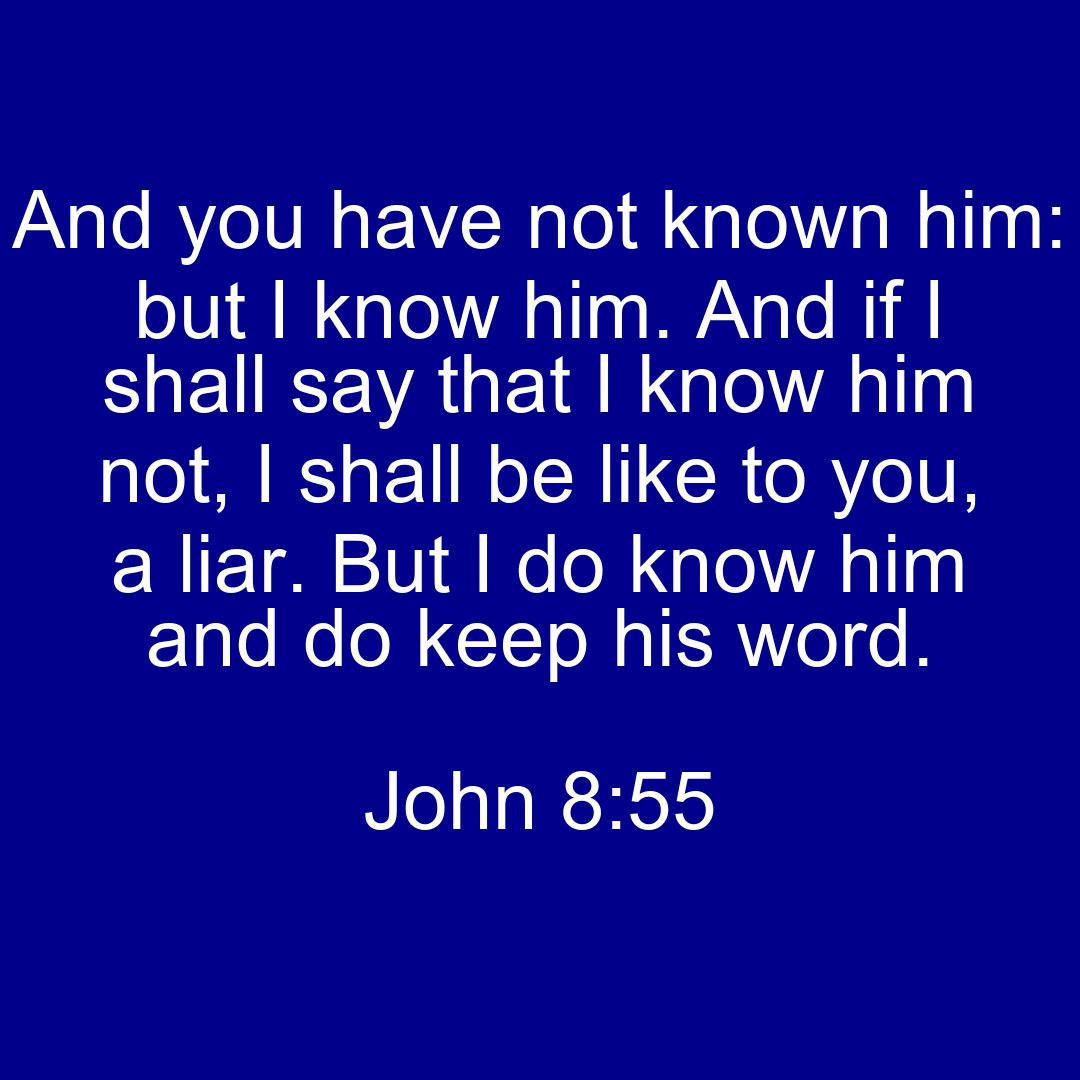 And you have not known him:
but I know him. And if I
shall say that I know him
not, I shall be like to you,
a liar. But I do know him
and do keep his word.
John 8:55